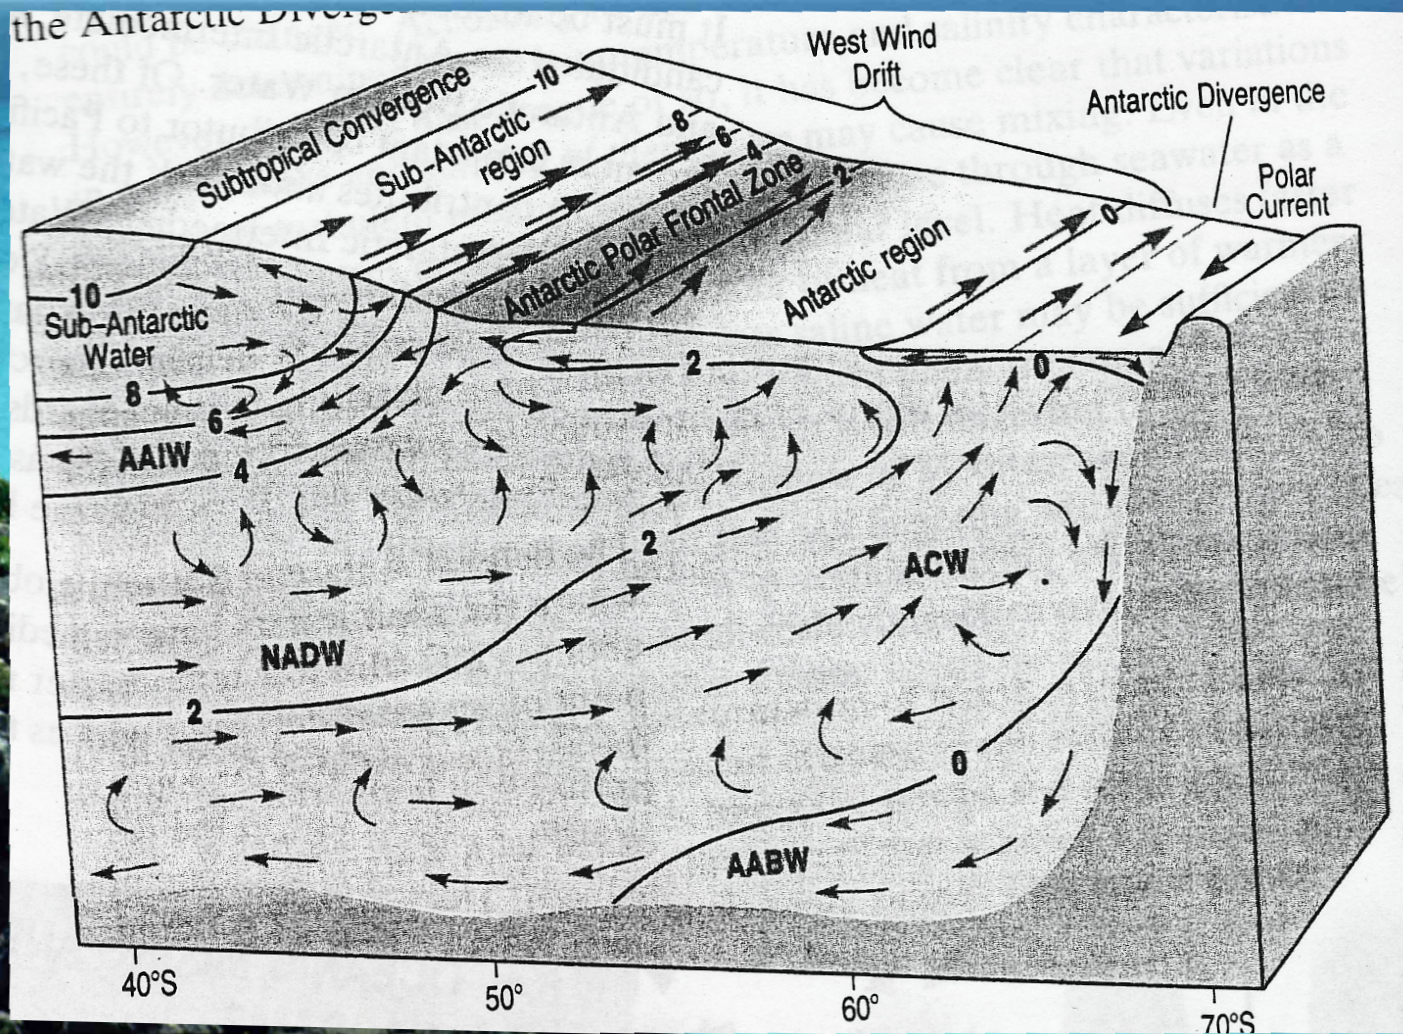 the Antarctic
West Wind
Drift
Antarctic Divergence
Polar
Current
Subtropical Convergence
10
Sub-Antarctic
region
8
6
4
Antarctic Polar Frontal Zone
2
Antarctic region
0
10
Sub-Antarctic
Water
8
6
AAIW
4
2
0
2
ACW
NADW
2
0
AABW
40°S
50°
60°
70°S